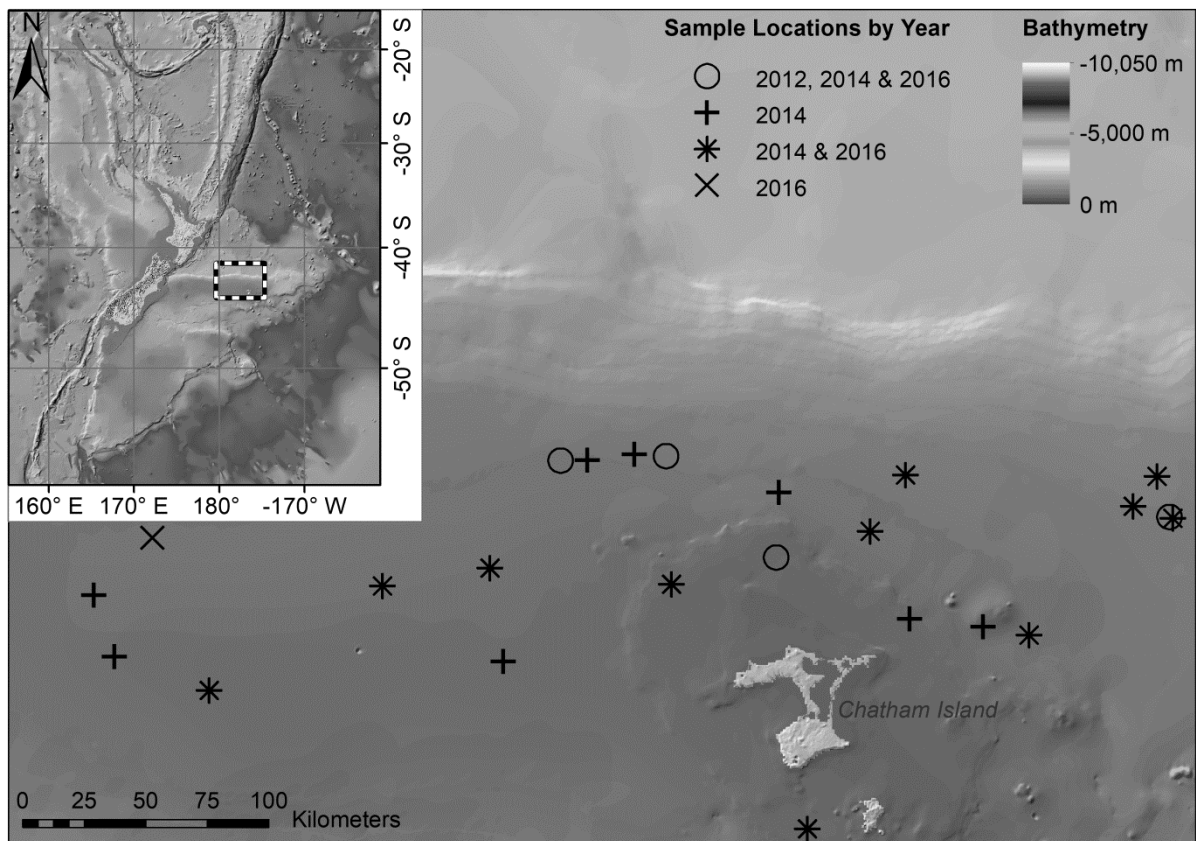 N
-20° S
-30° S
-40° S
-50° S
160° E 170° E 180° -170° W
Sample Locations by Year
2012, 2014 & 2016
2014
2014 & 2016
2016
Bathymetry
-10,050 m
-5,000 m
0 m
Chatham Island
0 25 50 75 100
Kilometers